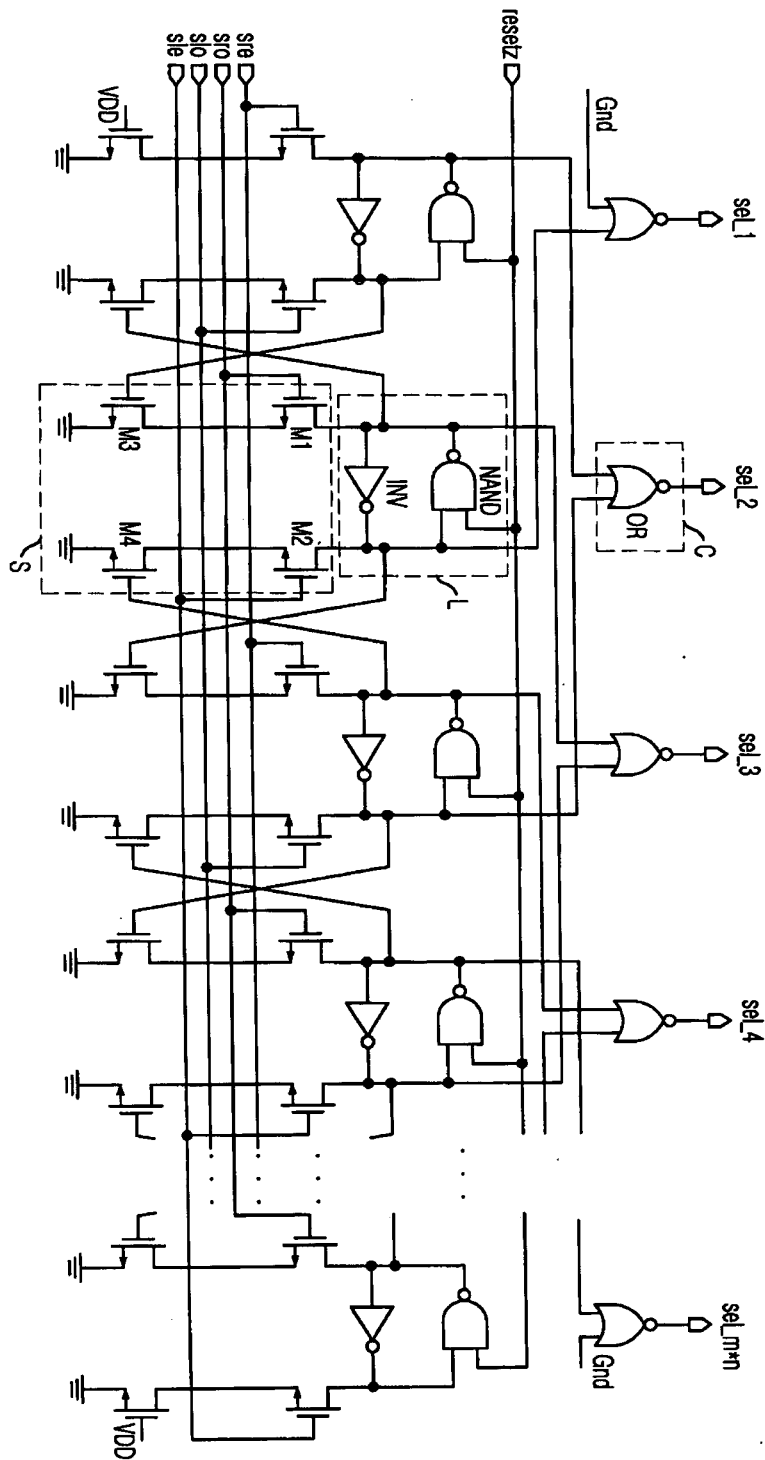 sle
slo
sro
sre
resetz
VDD
Gnd
sel_1
sel_2
OR
C
NAND
INV
L
M1
M3
M2
M4
S
sel_3
sel_4
sel_m*n
Gnd
VDD